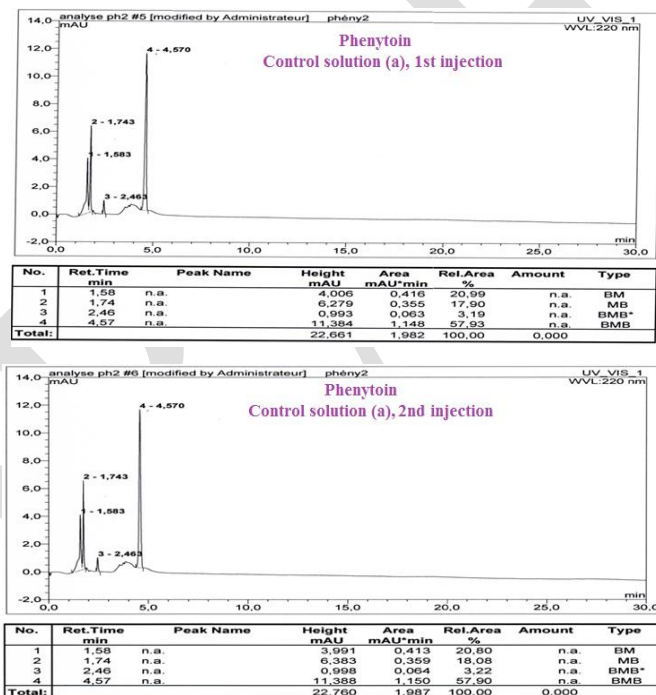 analyse ph2 #5 [modified by Administrateur] phény2 UV_VIS_1
mAU WVL:220 nm
Phenytoin
Control solution (a), 1st injection
14,0
12,0
10,0
8,0
6,0
4,0
2,0
0,0
-2,0
4 - 4,570
2 - 1,743
1 - 1,583
3 - 2,463
min
0,0 5,0 10,0 15,0 20,0 25,0 30,0
No. Ret.Time Peak Name Height Area Rel.Area Amount Type
min mAU mAU*min %
1 1,58 n.a. 4,006 0,416 20,99 n.a. BM
2 1,74 n.a. 6,279 0,355 17,90 n.a. MB
3 2,46 n.a. 0,993 0,063 3,19 n.a. BMB*
4 4,57 n.a. 11,384 1,148 57,93 n.a. BMB
Total: 22,661 1,982 100,00 0,000
analyse ph2 #6 [modified by Administrateur] phény2 UV_VIS_1
mAU WVL:220 nm
Phenytoin
Control solution (a), 2nd injection
14,0
12,0
10,0
8,0
6,0
4,0
2,0
0,0
-2,0
4 - 4,570
2 - 1,743
1 - 1,583
3 - 2,463
min
0,0 5,0 10,0 15,0 20,0 25,0 30,0
No. Ret.Time Peak Name Height Area Rel.Area Amount Type
min mAU mAU*min %
1 1,58 n.a. 3,991 0,413 20,80 n.a. BM
2 1,74 n.a. 6,383 0,359 18,08 n.a. MB
3 2,46 n.a. 0,998 0,064 3,22 n.a. BMB*
4 4,57 n.a. 11,388 1,150 57,90 n.a. BMB
Total: 22,760 1,987 100,00 0,000